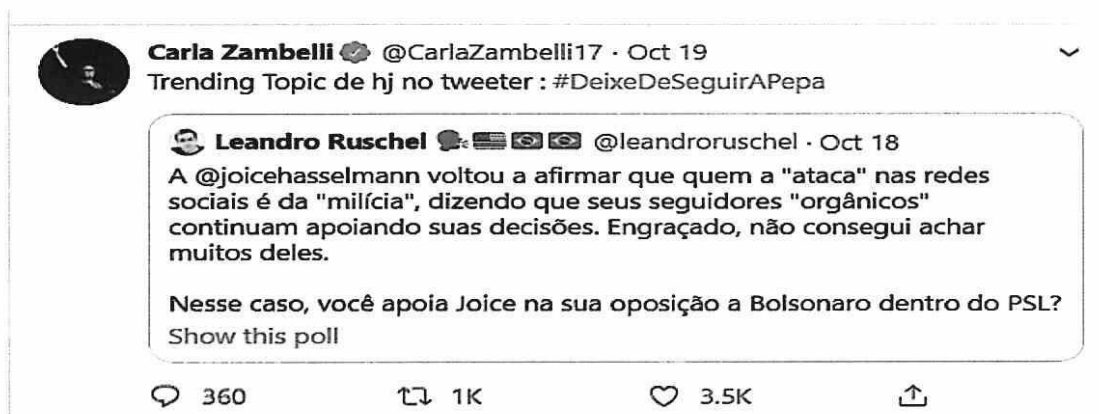 Carla Zambelli @CarlaZambelli17 · Oct 19
Trending Topic de hj no tweeter : #DeixeDeSeguirAPepa
Leandro Ruschel @leandroruschel · Oct 18
A @joicehasselmann voltou a afirmar que quem a "ataca" nas redes
sociais é da "milícia", dizendo que seus seguidores "orgânicos"
continuam apoiando suas decisões. Engraçado, não consegui achar
muitos deles.
Nesse caso, você apoia Joice na sua oposição a Bolsonaro dentro do PSL?
Show this poll
360 1K 3.5K